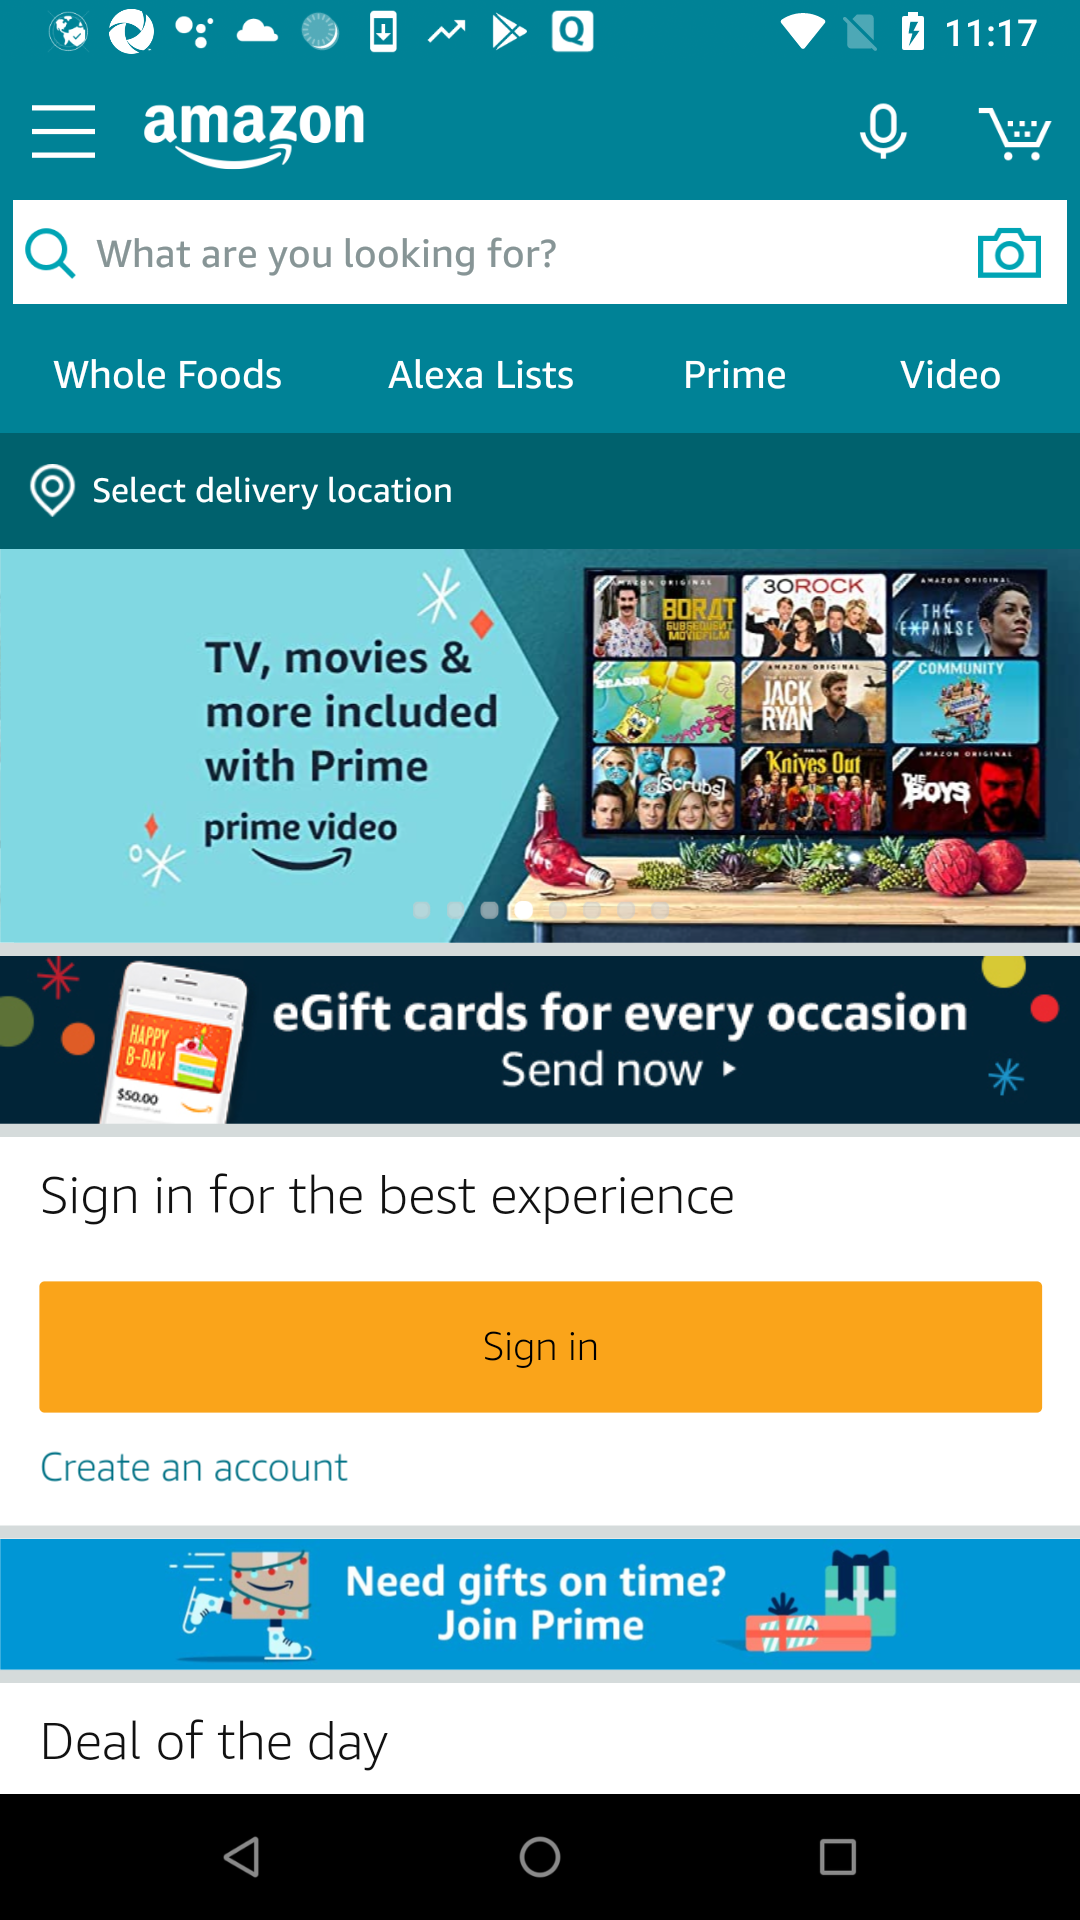 11:17
amazon
What are you looking for?
Whole Foods Alexa Lists Prime Video
Select delivery location
TV, movies &
more included
with Prime
prime video
AMAZON ORIGINAL
BORAT
SUBSEQUENT
MOVIEFILM
30ROCK
AMAZON ORIGINAL
THE
EXPANSE
SEASON 13
AMAZON ORIGINAL
JACK
RYAN
COMMUNITY
[scrubs]
Knives Out
AMAZON ORIGINAL
THE
BOYS
eGift cards for every occasion
Send now
HAPPY
B-DAY
$50.00
Sign in for the best experience
Sign in
Create an account
Need gifts on time?
Join Prime
Deal of the day